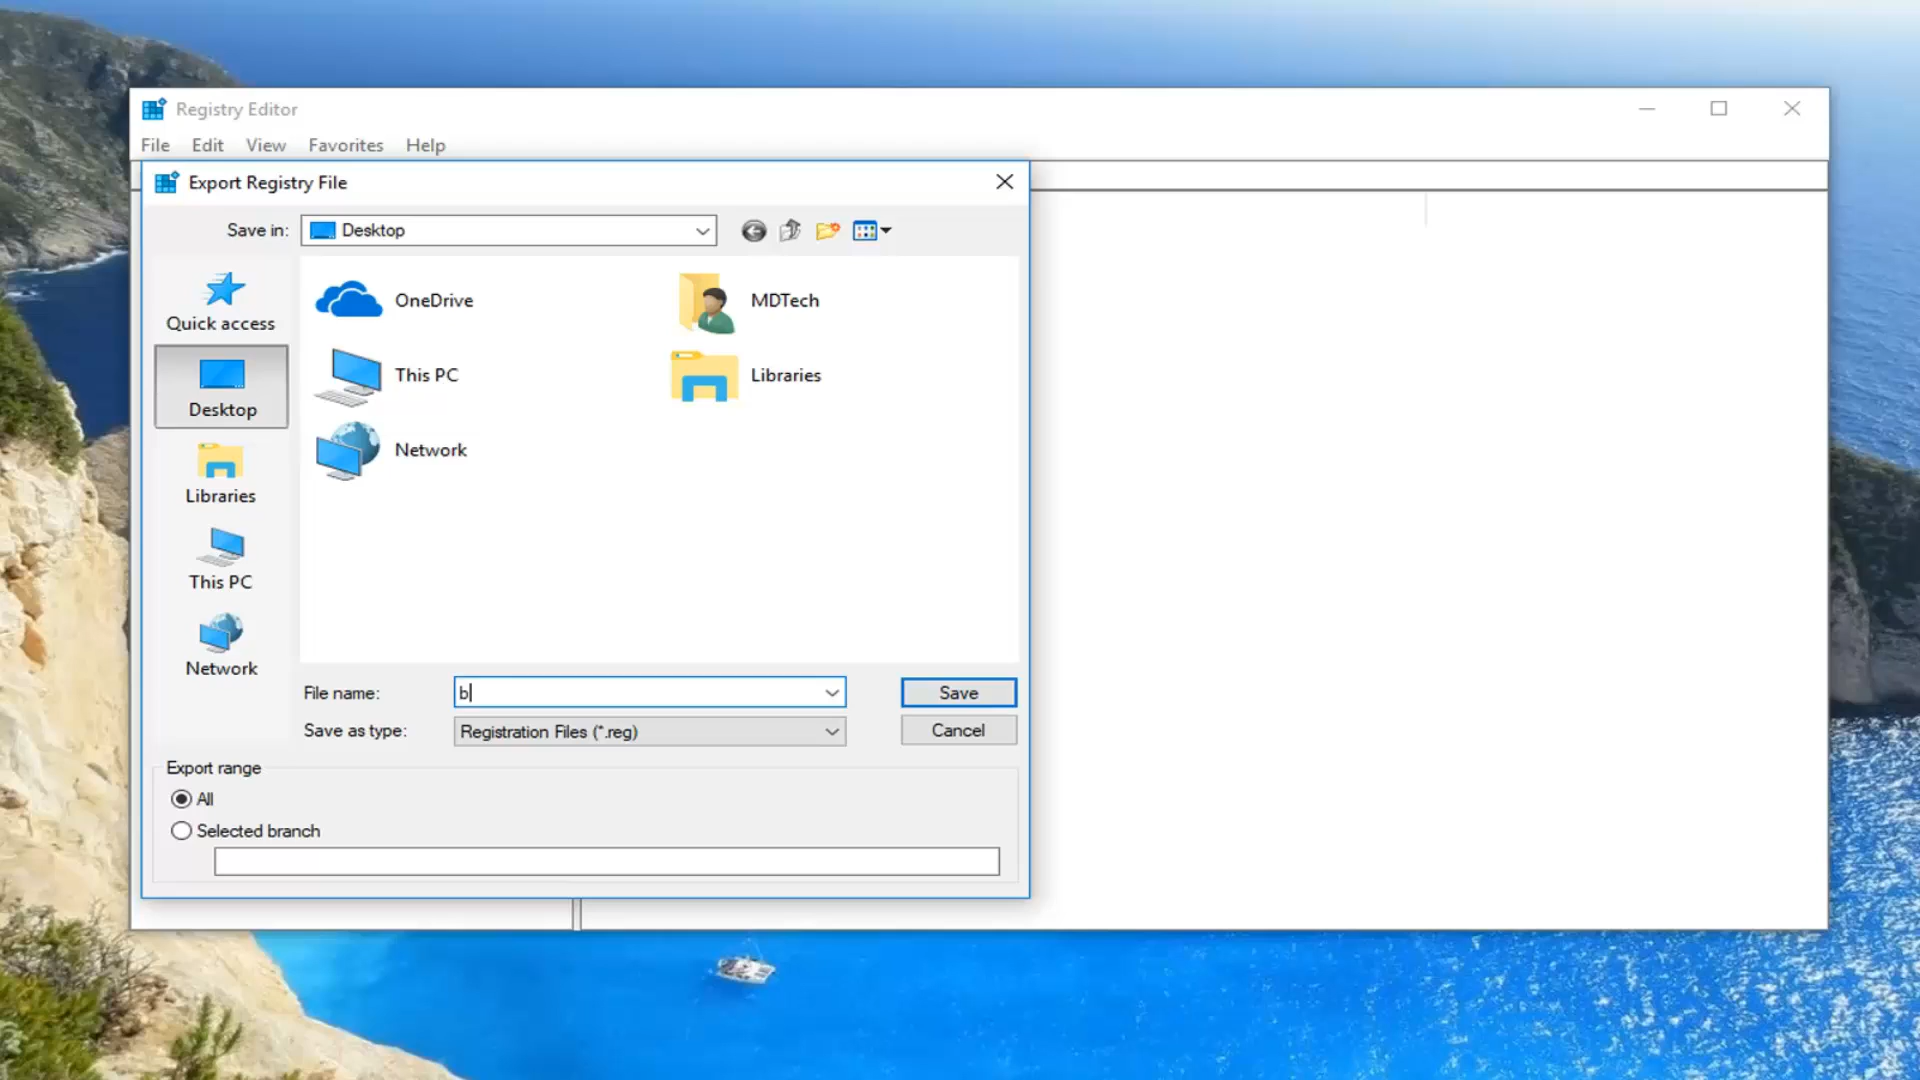 Registry Editor
File Edit View Favorites Help
Export Registry File
Save in: Desktop
Quick access
Desktop
Libraries
This PC
Network
OneDrive
MDTech
This PC
Libraries
Network
File name: b
Save
Save as type: Registration Files (*.reg)
Cancel
Export range
All
Selected branch